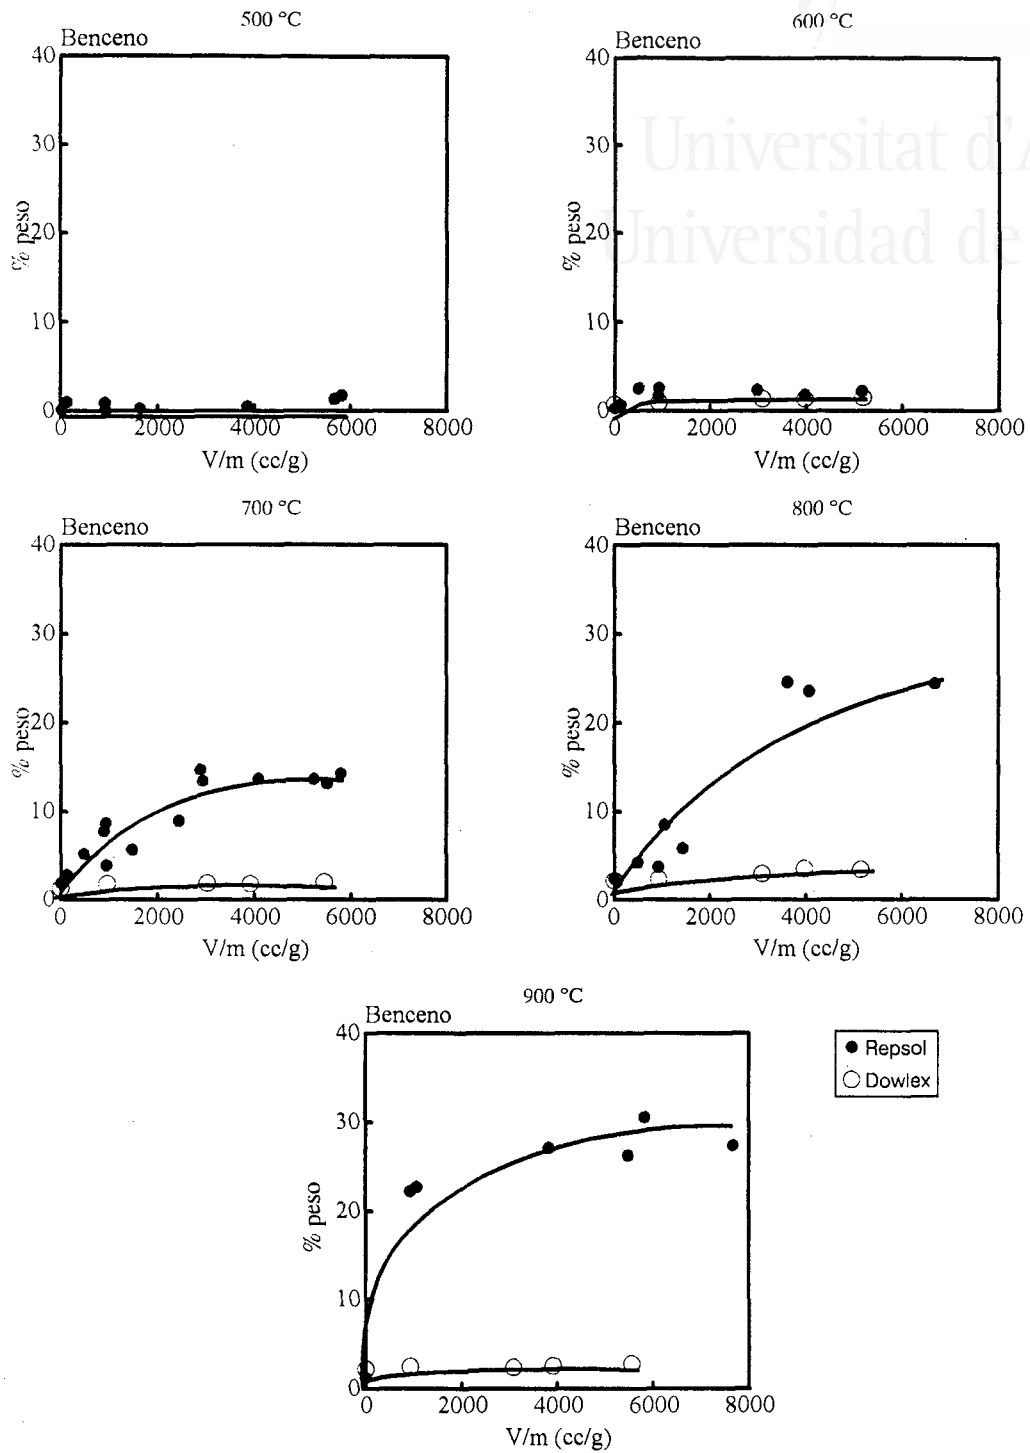 500 °C
Benceno
40
30
20
10
0
% peso
0 2000 4000 6000 8000
V/m (cc/g)
600 °C
Benceno
40
30
20
10
0
% peso
0 2000 4000 6000 8000
V/m (cc/g)
Universitat d'A
Universidad de
700 °C
Benceno
40
30
20
10
0
% peso
0 2000 4000 6000 8000
V/m (cc/g)
800 °C
Benceno
40
30
20
10
0
% peso
0 2000 4000 6000 8000
V/m (cc/g)
900 °C
Benceno
40
30
20
10
0
% peso
0 2000 4000 6000 8000
V/m (cc/g)
Repsol
Dowlex